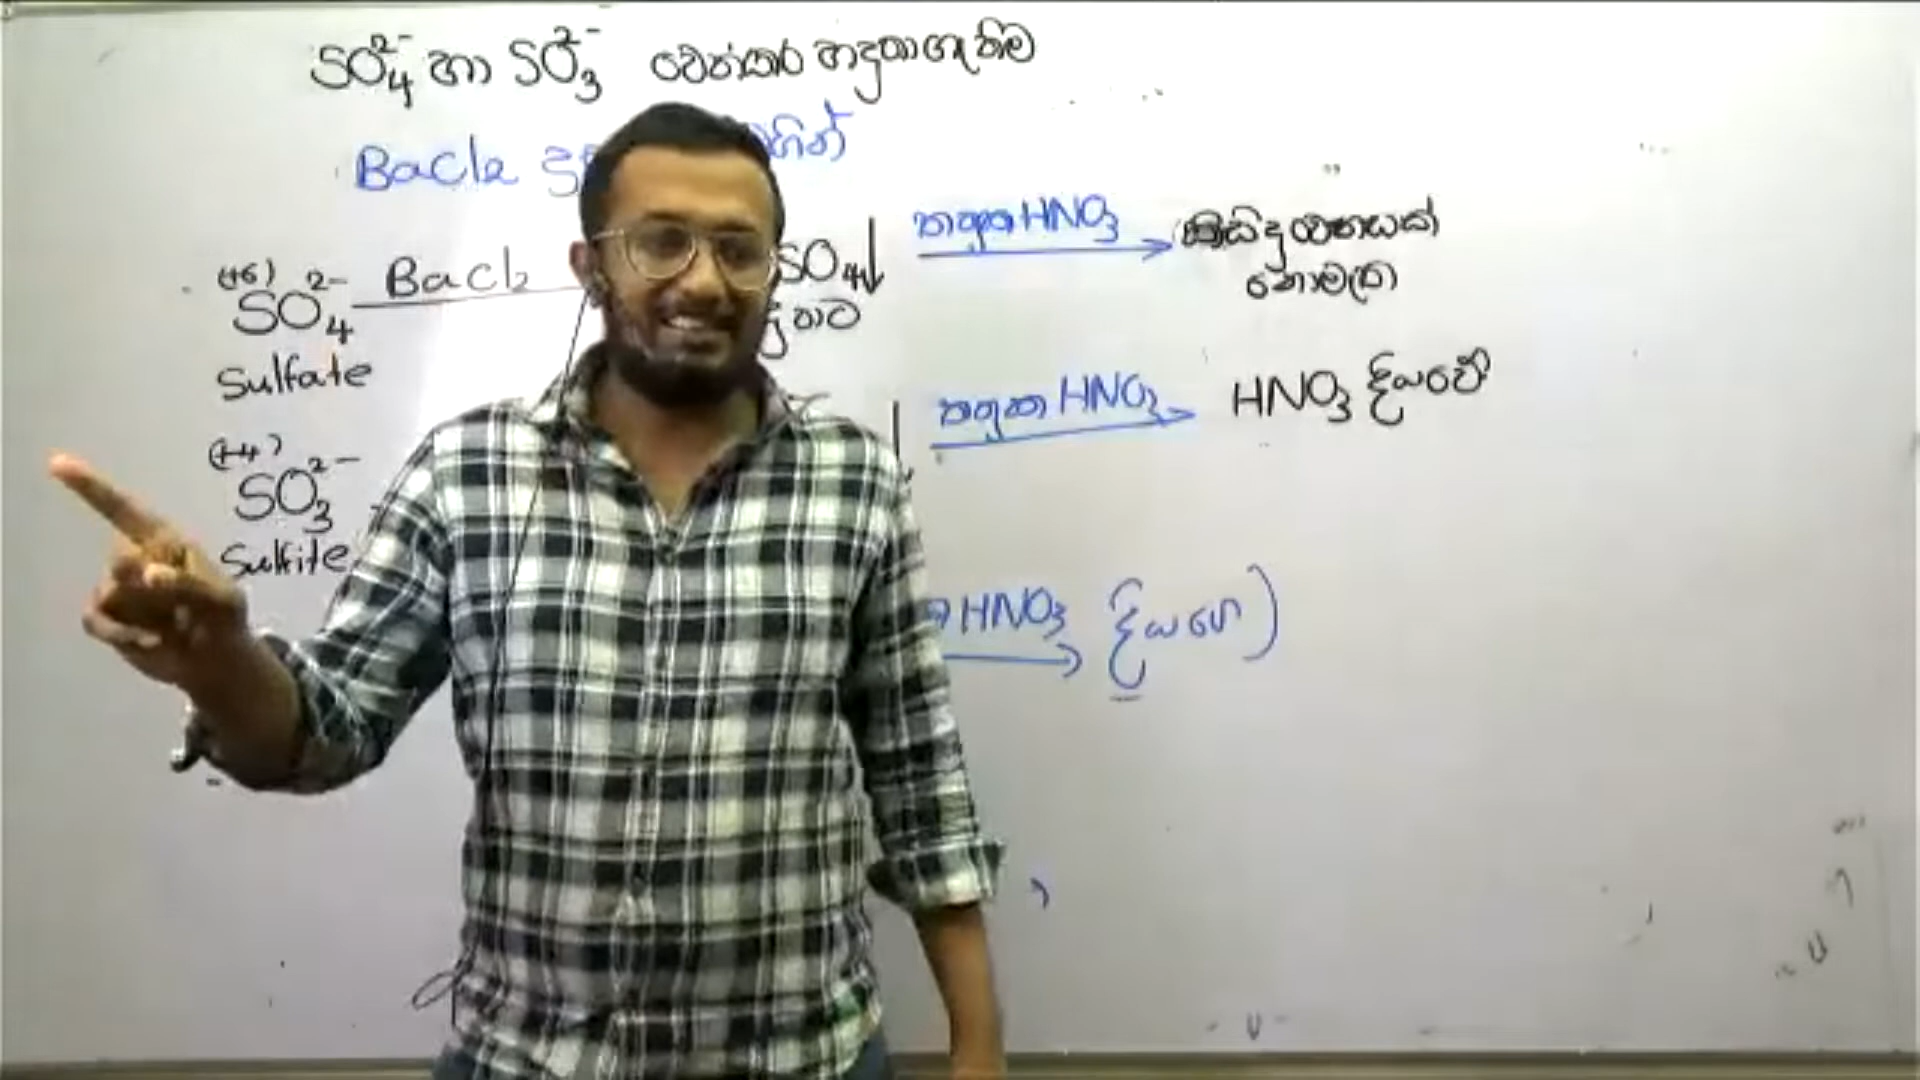 SO₄²⁻ හා SO₃²⁻ වෙන්කර හදුනාගැනීම
BaCl₂
(+6) SO₄²⁻ BaCl₂ SO₄↓ තනුක HNO₃ → කිසිදු වෙනසක් නොමැත
Sulfate
(+4) SO₃²⁻ ↓ තනුක HNO₃ → HNO₃ දියවේ
Sulfite
HNO₃ → දියවේ)